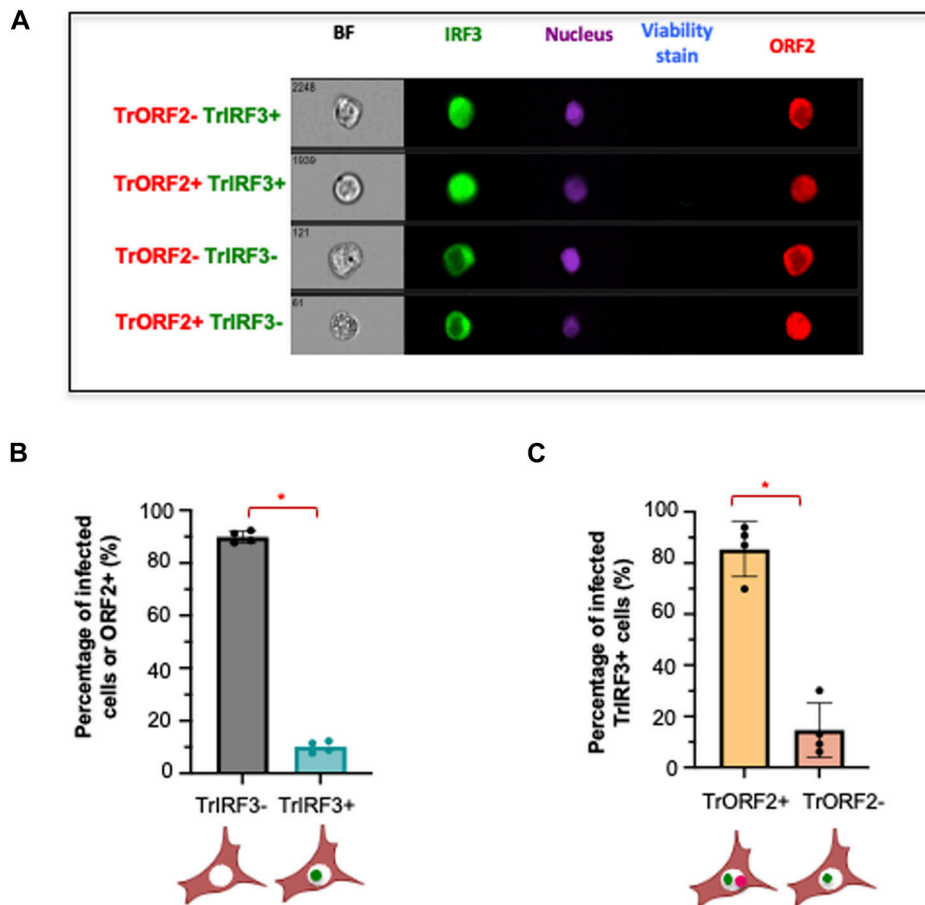 A
BF IRF3 Nucleus Viability stain ORF2
TrORF2- TrIRF3+
2248
TrORF2+ TrIRF3+
1939
TrORF2- TrIRF3-
121
TrORF2+ TrIRF3-
61
B
Percentage of infected
cells or ORF2+ (%)
100
80
60
40
20
0
*
TrIRF3- TrIRF3+
C
Percentage of infected
TrIRF3+ cells (%)
100
80
60
40
20
0
*
TrORF2+ TrORF2-